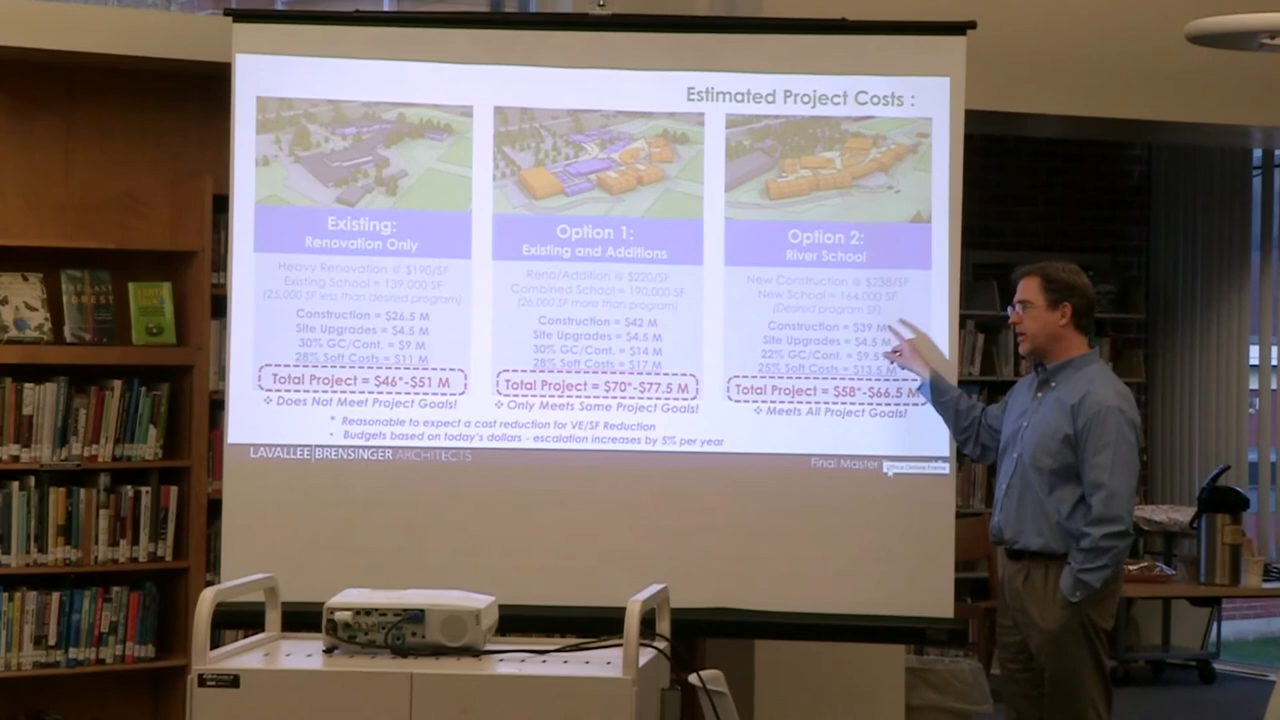 Estimated Project Costs :
Existing:
Renovation Only
Heavy Renovation @ $190/SF
Existing School = 139,000 SF
(25,000 SF less than desired program)
Construction = $26.5 M
Site Upgrades = $4.5 M
30% GC/Cont. = $9 M
28% Soft Costs = $11 M
Total Project = $46*-$51 M
❖ Does Not Meet Project Goals!
Option 1:
Existing and Additions
Reno/Addition @ $220/SF
Combined School = 190,000 SF
(26,000 SF more than program)
Construction = $42 M
Site Upgrades = $4.5 M
30% GC/Cont. = $14 M
28% Soft Costs = $17 M
Total Project = $70*-$77.5 M
❖ Only Meets Some Project Goals!
Option 2:
River School
New Construction @ $238/SF
New School = 164,000 SF
(Desired program SF)
Construction = $39 M
Site Upgrades = $4.5 M
22% GC/Cont. = $9.5
25% Soft Costs = $13.5 M
Total Project = $58*-$66.5 M
❖ Meets All Project Goals!
* Reasonable to expect a cost reduction for VE/SF Reduction
• Budgets based on today's dollars - escalation increases by 5% per year
LAVALLEE|BRENSINGER ARCHITECTS
Final Master
Office Online Frame
FOREST